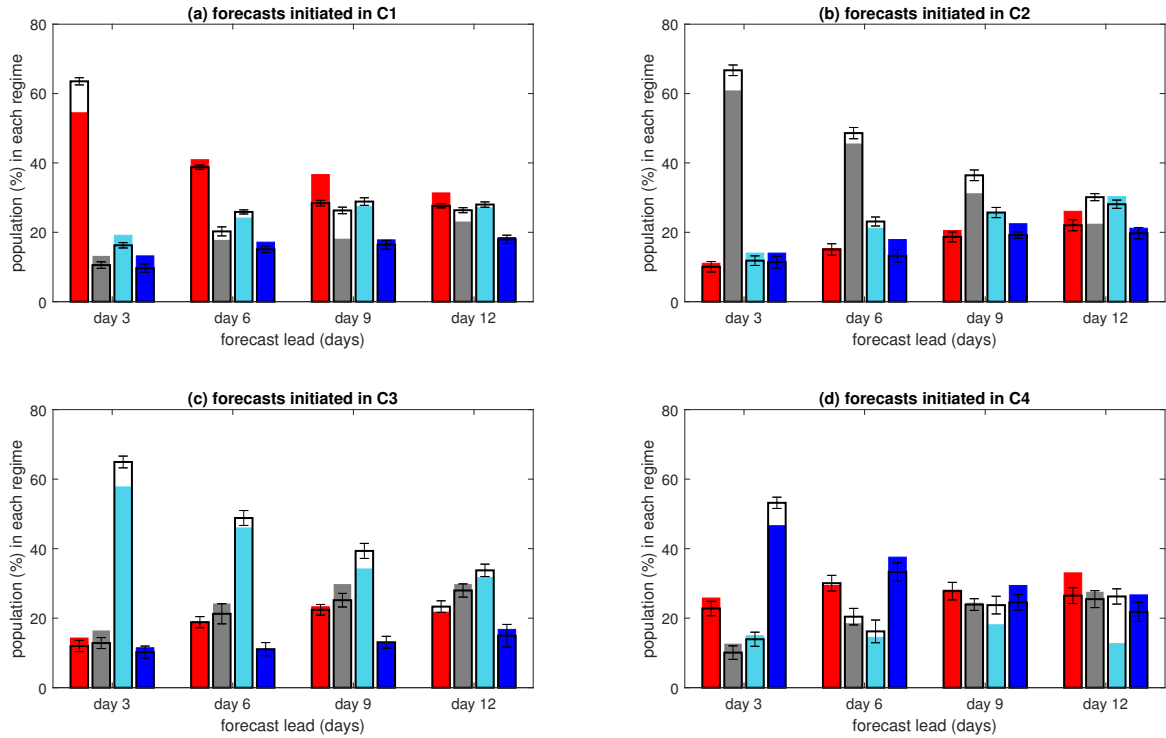 (a) forecasts initiated in C1
population (%) in each regime
80
60
40
20
0
day 3 day 6 day 9 day 12
forecast lead (days)
(b) forecasts initiated in C2
population (%) in each regime
80
60
40
20
0
day 3 day 6 day 9 day 12
forecast lead (days)
(c) forecasts initiated in C3
population (%) in each regime
80
60
40
20
0
day 3 day 6 day 9 day 12
forecast lead (days)
(d) forecasts initiated in C4
population (%) in each regime
80
60
40
20
0
day 3 day 6 day 9 day 12
forecast lead (days)